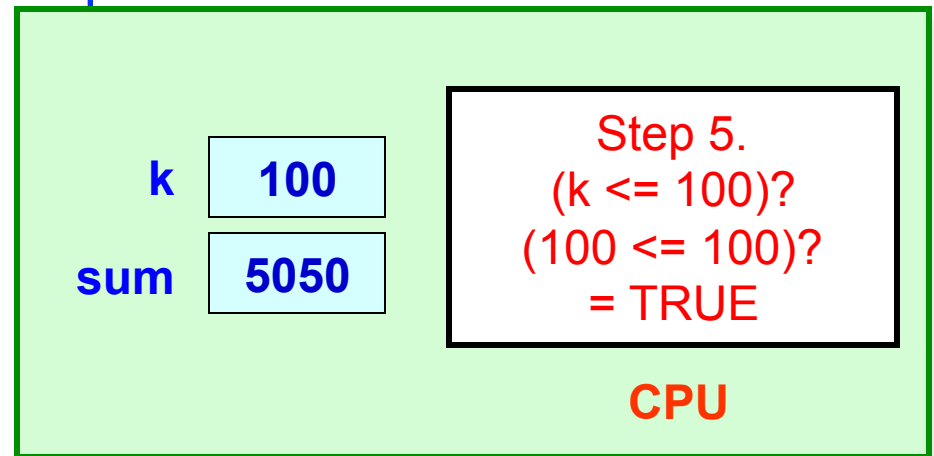 k 100
sum 5050
Step 5.
(k <= 100)?
(100 <= 100)?
= TRUE
CPU